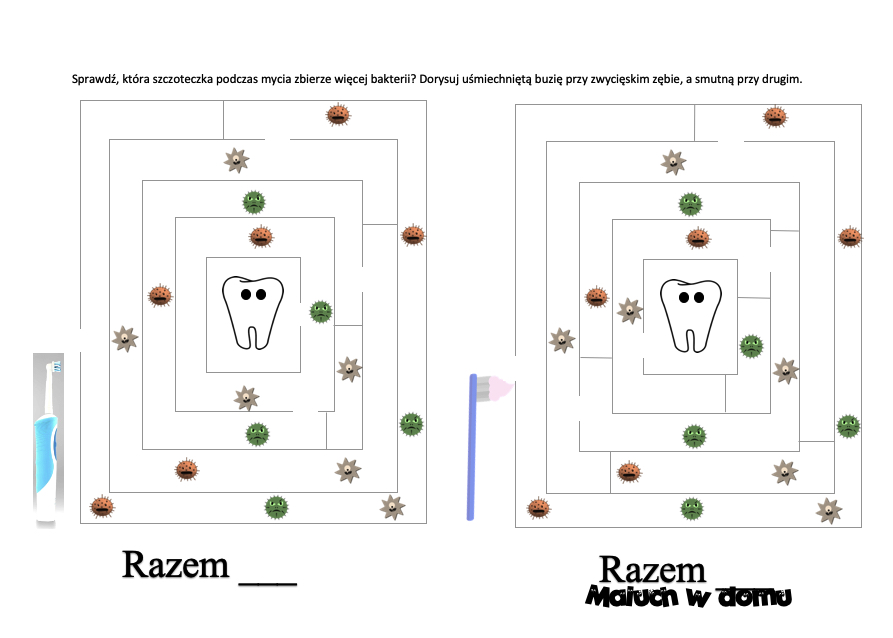 Sprawdź, która szczoteczka podczas mycia zbierze więcej bakterii? Dorysuj uśmiechniętą buzię przy zwycięskim zębie, a smutną przy drugim.
Razem ___
Razem ____
Maluch w domu